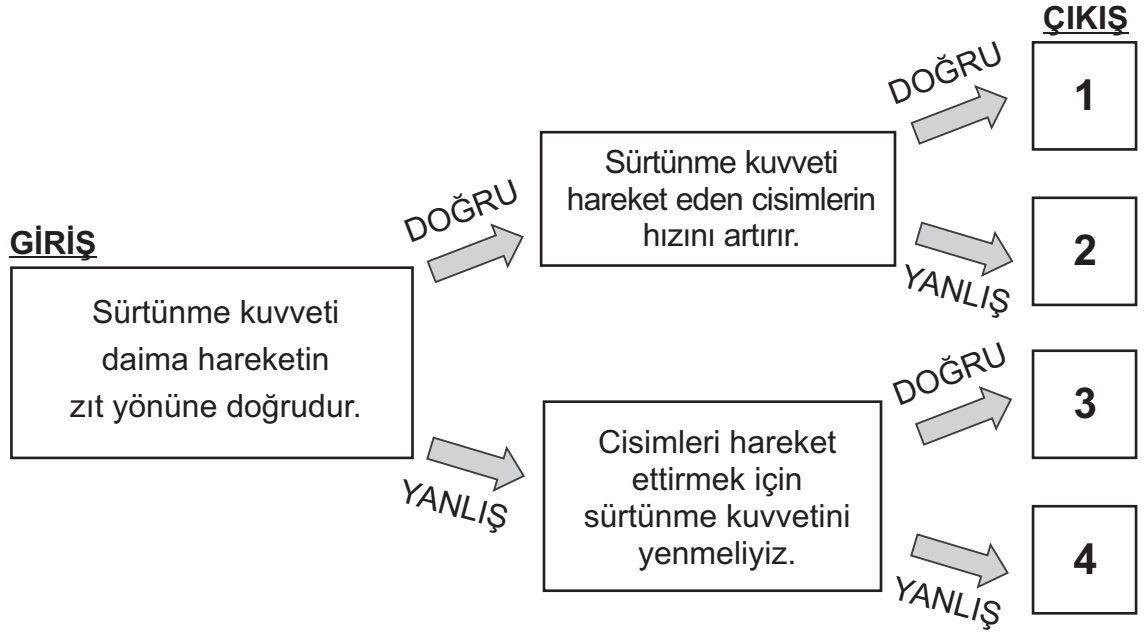 GİRİŞ
Sürtünme kuvveti
daima hareketin
zıt yönüne doğrudur.
DOĞRU
YANLIŞ
Sürtünme kuvveti
hareket eden cisimlerin
hızını artırır.
DOĞRU
YANLIŞ
Cisimleri hareket
ettirmek için
sürtünme kuvvetini
yenmeliyiz.
DOĞRU
YANLIŞ
ÇIKIŞ
1
2
3
4